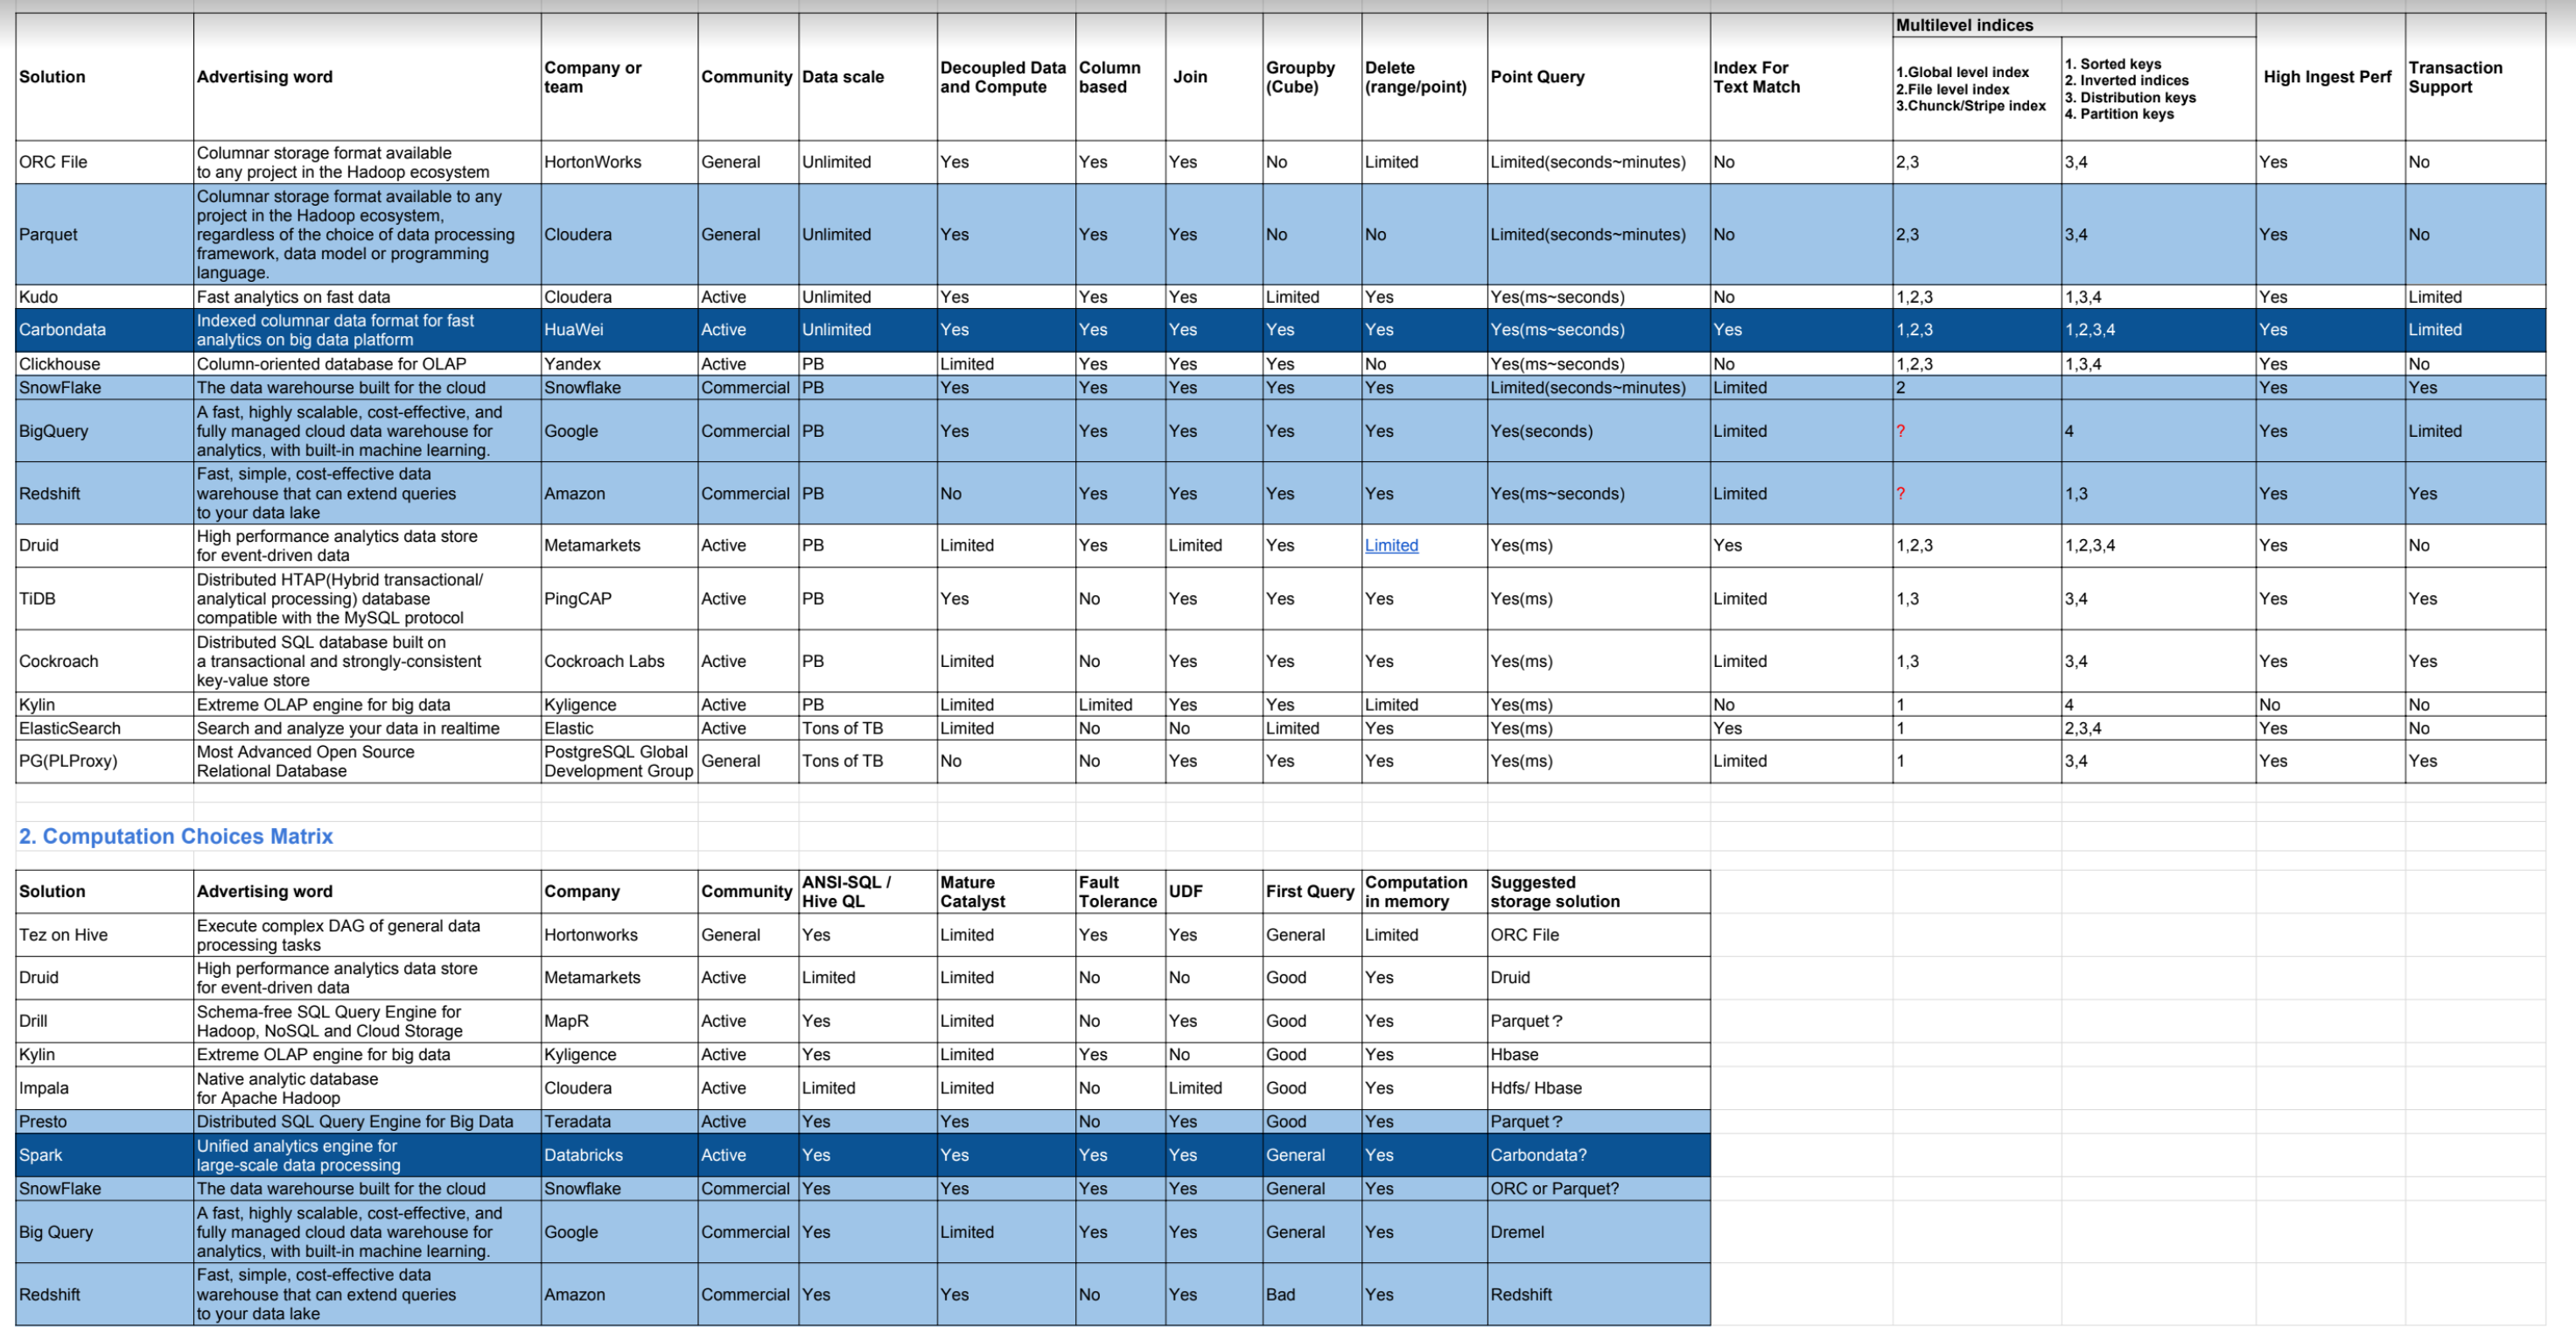 Multilevel indices
Solution Advertising word Company or team Community Data scale Decoupled Data and Compute Column based Join Groupby (Cube) Delete (range/point) Point Query Index For Text Match 1.Global level index 2.File level index 3.Chunck/Stripe index 1. Sorted keys 2. Inverted indices 3. Distribution keys 4. Partition keys High Ingest Perf Transaction Support
ORC File Columnar storage format available to any project in the Hadoop ecosystem HortonWorks General Unlimited Yes Yes Yes No Limited Limited(seconds~minutes) No 2,3 3,4 Yes No
Parquet Columnar storage format available to any project in the Hadoop ecosystem, regardless of the choice of data processing framework, data model or programming language. Cloudera General Unlimited Yes Yes Yes No No Limited(seconds~minutes) No 2,3 3,4 Yes No
Kudo Fast analytics on fast data Cloudera Active Unlimited Yes Yes Yes Limited Yes Yes(ms~seconds) No 1,2,3 1,3,4 Yes Limited
Carbondata Indexed columnar data format for fast analytics on big data platform HuaWei Active Unlimited Yes Yes Yes Yes Yes Yes(ms~seconds) Yes 1,2,3 1,2,3,4 Yes Limited
Clickhouse Column-oriented database for OLAP Yandex Active PB Limited Yes Yes Yes No Yes(ms~seconds) No 1,2,3 1,3,4 Yes No
SnowFlake The data warehourse built for the cloud Snowflake Commercial PB Yes Yes Yes Yes Yes Limited(seconds~minutes) Limited 2 Yes Yes
BigQuery A fast, highly scalable, cost-effective, and fully managed cloud data warehouse for analytics, with built-in machine learning. Google Commercial PB Yes Yes Yes Yes Yes Yes(seconds) Limited ? 4 Yes Limited
Redshift Fast, simple, cost-effective data warehouse that can extend queries to your data lake Amazon Commercial PB No Yes Yes Yes Yes Yes(ms~seconds) Limited ? 1,3 Yes Yes
Druid High performance analytics data store for event-driven data Metamarkets Active PB Limited Yes Limited Yes Limited Yes(ms) Yes 1,2,3 1,2,3,4 Yes No
TiDB Distributed HTAP(Hybrid transactional/ analytical processing) database compatible with the MySQL protocol PingCAP Active PB Yes No Yes Yes Yes Yes(ms) Limited 1,3 3,4 Yes Yes
Cockroach Distributed SQL database built on a transactional and strongly-consistent key-value store Cockroach Labs Active PB Limited No Yes Yes Yes Yes(ms) Limited 1,3 3,4 Yes Yes
Kylin Extreme OLAP engine for big data Kyligence Active PB Limited Limited Yes Yes Limited Yes(ms) No 1 4 No No
ElasticSearch Search and analyze your data in realtime Elastic Active Tons of TB Limited No No Limited Yes Yes(ms) Yes 1 2,3,4 Yes No
PG(PLProxy) Most Advanced Open Source Relational Database PostgreSQL Global Development Group General Tons of TB No No Yes Yes Yes Yes(ms) Limited 1 3,4 Yes Yes
2. Computation Choices Matrix
Solution Advertising word Company Community ANSI-SQL / Hive QL Mature Catalyst Fault Tolerance UDF First Query Computation in memory Suggested storage solution
Tez on Hive Execute complex DAG of general data processing tasks Hortonworks General Yes Limited Yes Yes General Limited ORC File
Druid High performance analytics data store for event-driven data Metamarkets Active Limited Limited No No Good Yes Druid
Drill Schema-free SQL Query Engine for Hadoop, NoSQL and Cloud Storage MapR Active Yes Limited No Yes Good Yes Parquet？
Kylin Extreme OLAP engine for big data Kyligence Active Yes Limited Yes No Good Yes Hbase
Impala Native analytic database for Apache Hadoop Cloudera Active Limited Limited No Limited Good Yes Hdfs/ Hbase
Presto Distributed SQL Query Engine for Big Data Teradata Active Yes Yes No Yes Good Yes Parquet？
Spark Unified analytics engine for large-scale data processing Databricks Active Yes Yes Yes Yes General Yes Carbondata?
SnowFlake The data warehourse built for the cloud Snowflake Commercial Yes Yes Yes Yes General Yes ORC or Parquet?
Big Query A fast, highly scalable, cost-effective, and fully managed cloud data warehouse for analytics, with built-in machine learning. Google Commercial Yes Limited Yes Yes General Yes Dremel
Redshift Fast, simple, cost-effective data warehouse that can extend queries to your data lake Amazon Commercial Yes Yes No Yes Bad Yes Redshift